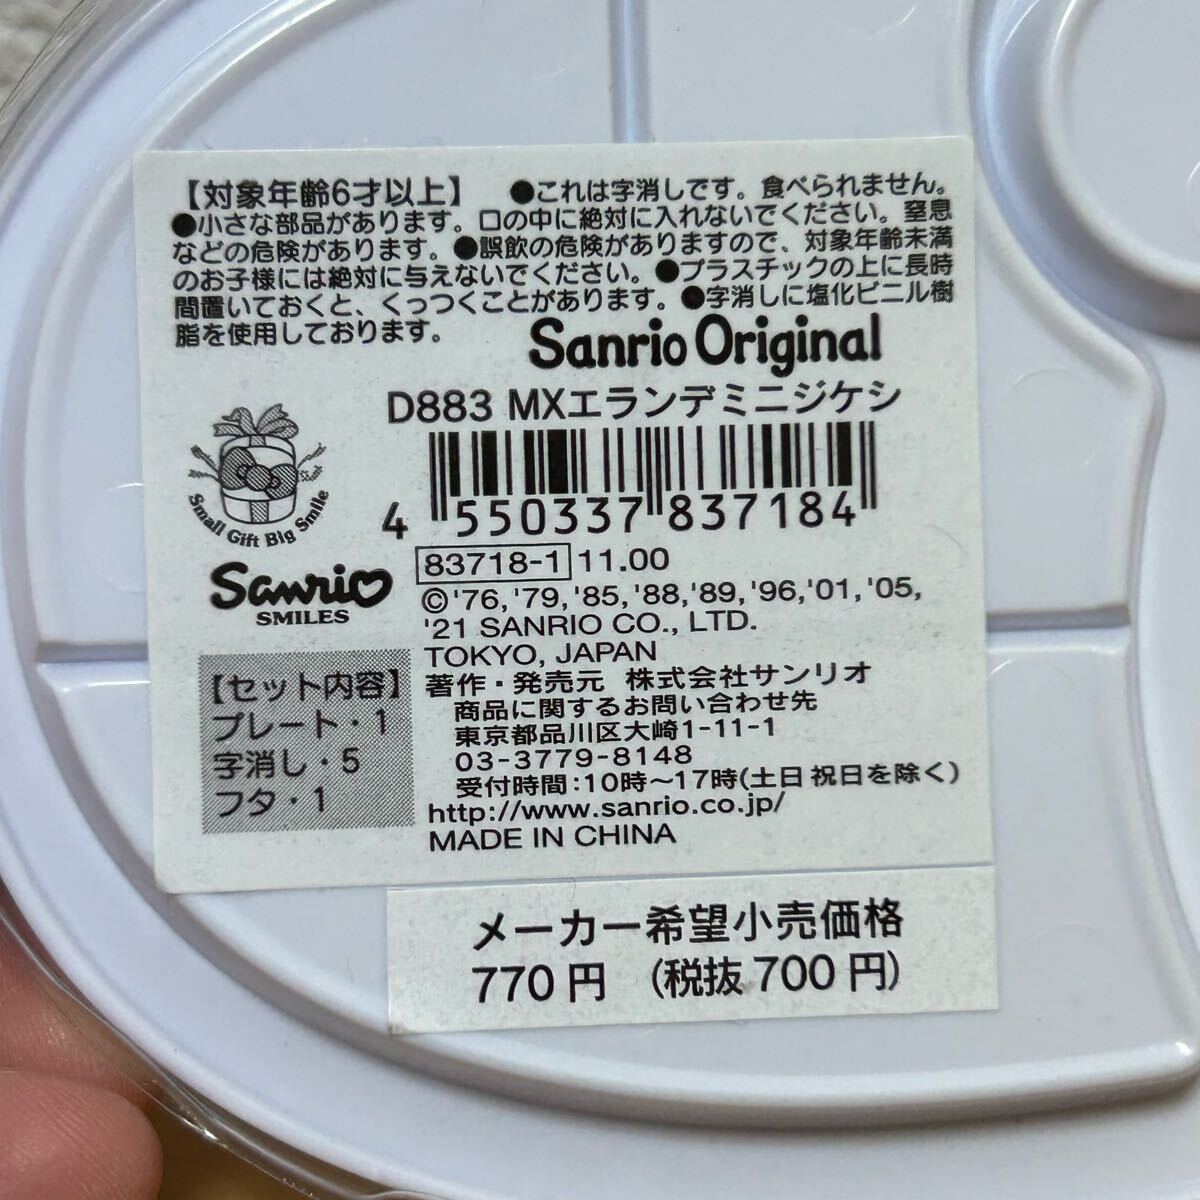 【対象年齢6才以上】　●これは字消しです。食べられません。
●小さな部品があります。口の中に絶対に入れないでください。窒息
などの危険があります。●誤飲の危険がありますので、対象年齢未満
のお子様には絶対に与えないでください。●プラスチックの上に長時
間置いておくと、くっつくことがあります。●字消しに塩化ビニル樹
脂を使用しております。
Sanrio Original
D883 MXエランデミニジケシ
4 550337 837184
Small Gift Big Smile
Sanrio
SMILES
83718-1 11.00
©'76,'79,'85,'88,'89,'96,'01,'05,
'21 SANRIO CO., LTD.
TOKYO, JAPAN
著作・発売元　株式会社サンリオ
商品に関するお問い合わせ先
東京都品川区大崎1-11-1
03-3779-8148
受付時間：10時～17時(土日祝日を除く)
http://www.sanrio.co.jp/
MADE IN CHINA
【セット内容】
プレート・1
字消し・5
フタ・1
メーカー希望小売価格
770円　(税抜 700円)